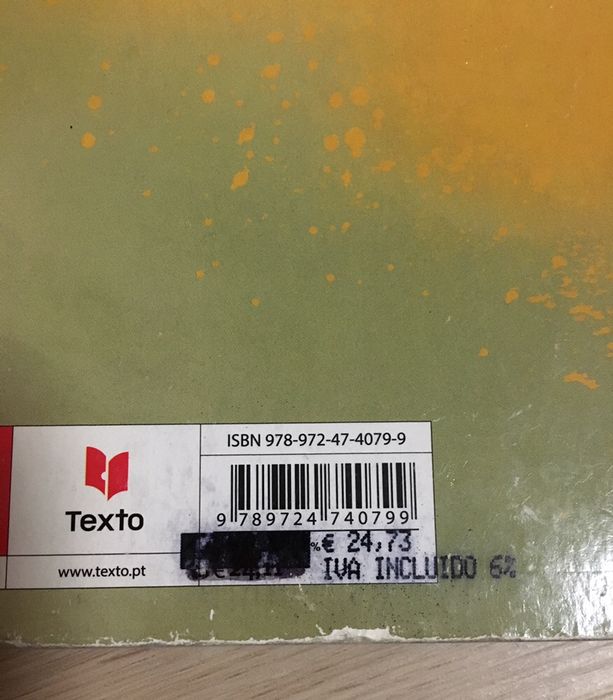 ISBN 978-972-47-4079-9
9 789724 740799
Texto
% € 24,73
www.texto.pt
IVA INCLUIDO 6%